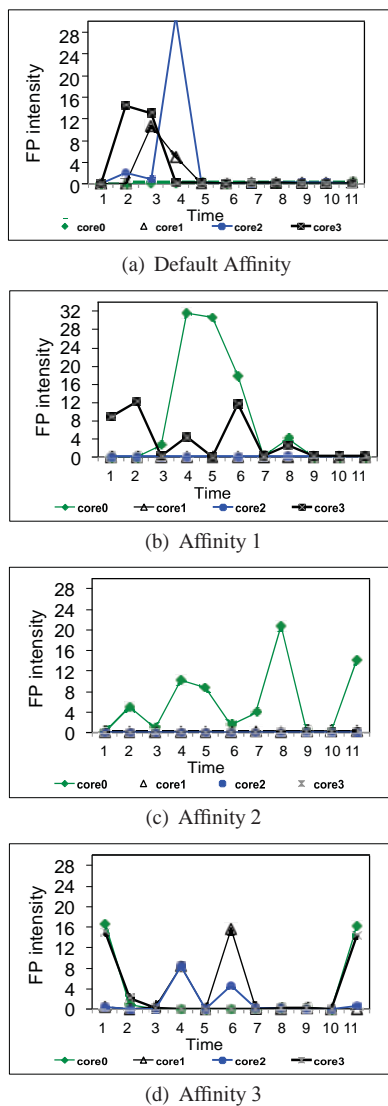 28
24
20
16
12
8
4
0
FP intensity
1 2 3 4 5 6 7 8 9 10 11
Time
core0 core1 core2 core3
(a) Default Affinity
32
28
24
20
16
12
8
4
0
FP intensity
1 2 3 4 5 6 7 8 9 10 11
Time
core0 core1 core2 core3
(b) Affinity 1
28
24
20
16
12
8
4
0
FP intensity
1 2 3 4 5 6 7 8 9 10 11
Time
core0 core1 core2 core3
(c) Affinity 2
28
24
20
16
12
8
4
0
FP intensity
1 2 3 4 5 6 7 8 9 10 11
Time
core0 core1 core2 core3
(d) Affinity 3